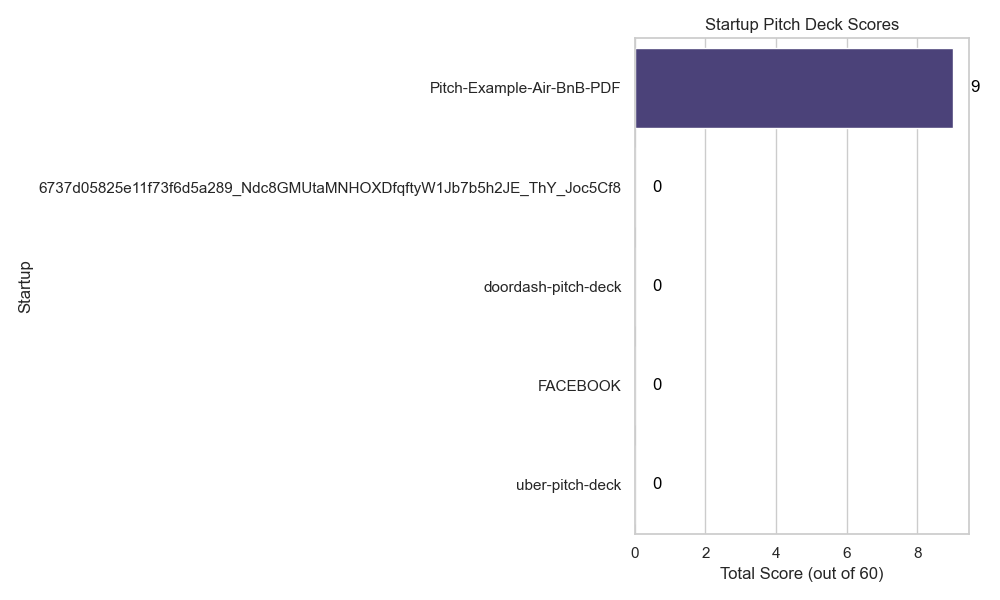 Startup Pitch Deck Scores
Pitch-Example-Air-BnB-PDF
9
6737d05825e11f73f6d5a289_Ndc8GMUtaMNHOXDfqftyW1Jb7b5h2JE_ThY_Joc5Cf8
0
doordash-pitch-deck
0
FACEBOOK
0
uber-pitch-deck
0
Startup
0 2 4 6 8
Total Score (out of 60)